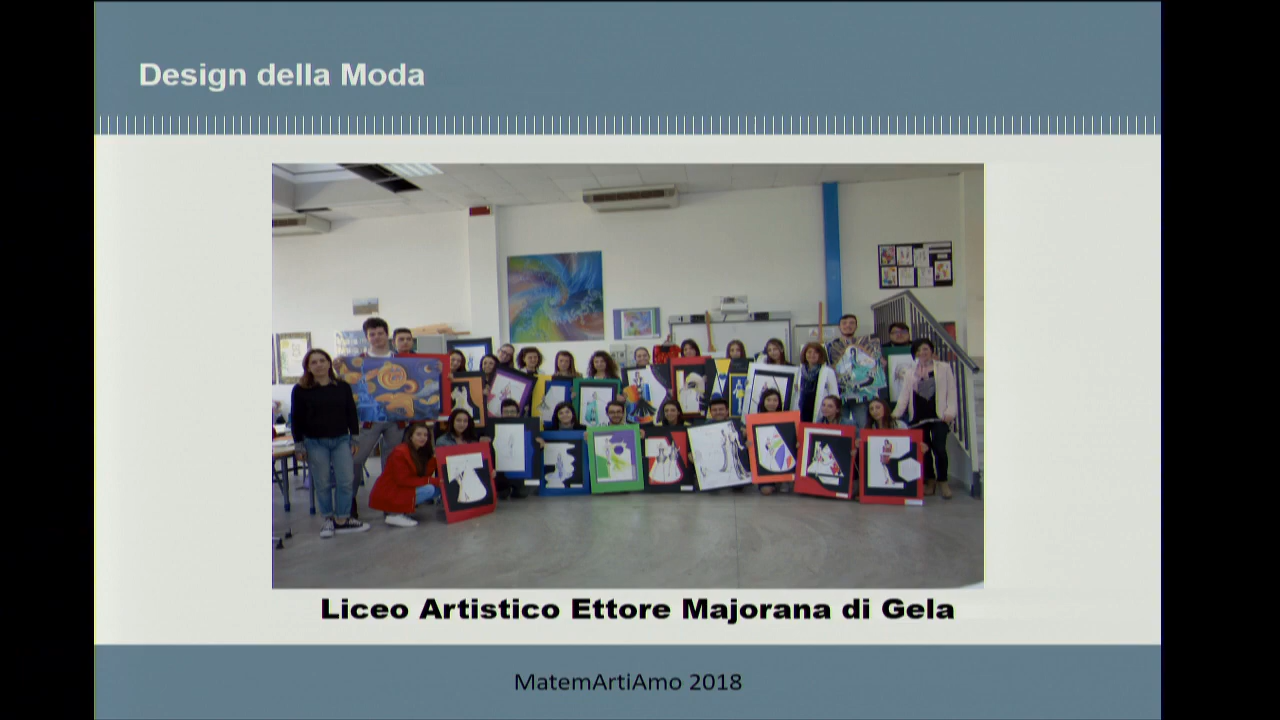 Design della Moda
Liceo Artistico Ettore Majorana di Gela
MatemArtiAmo 2018